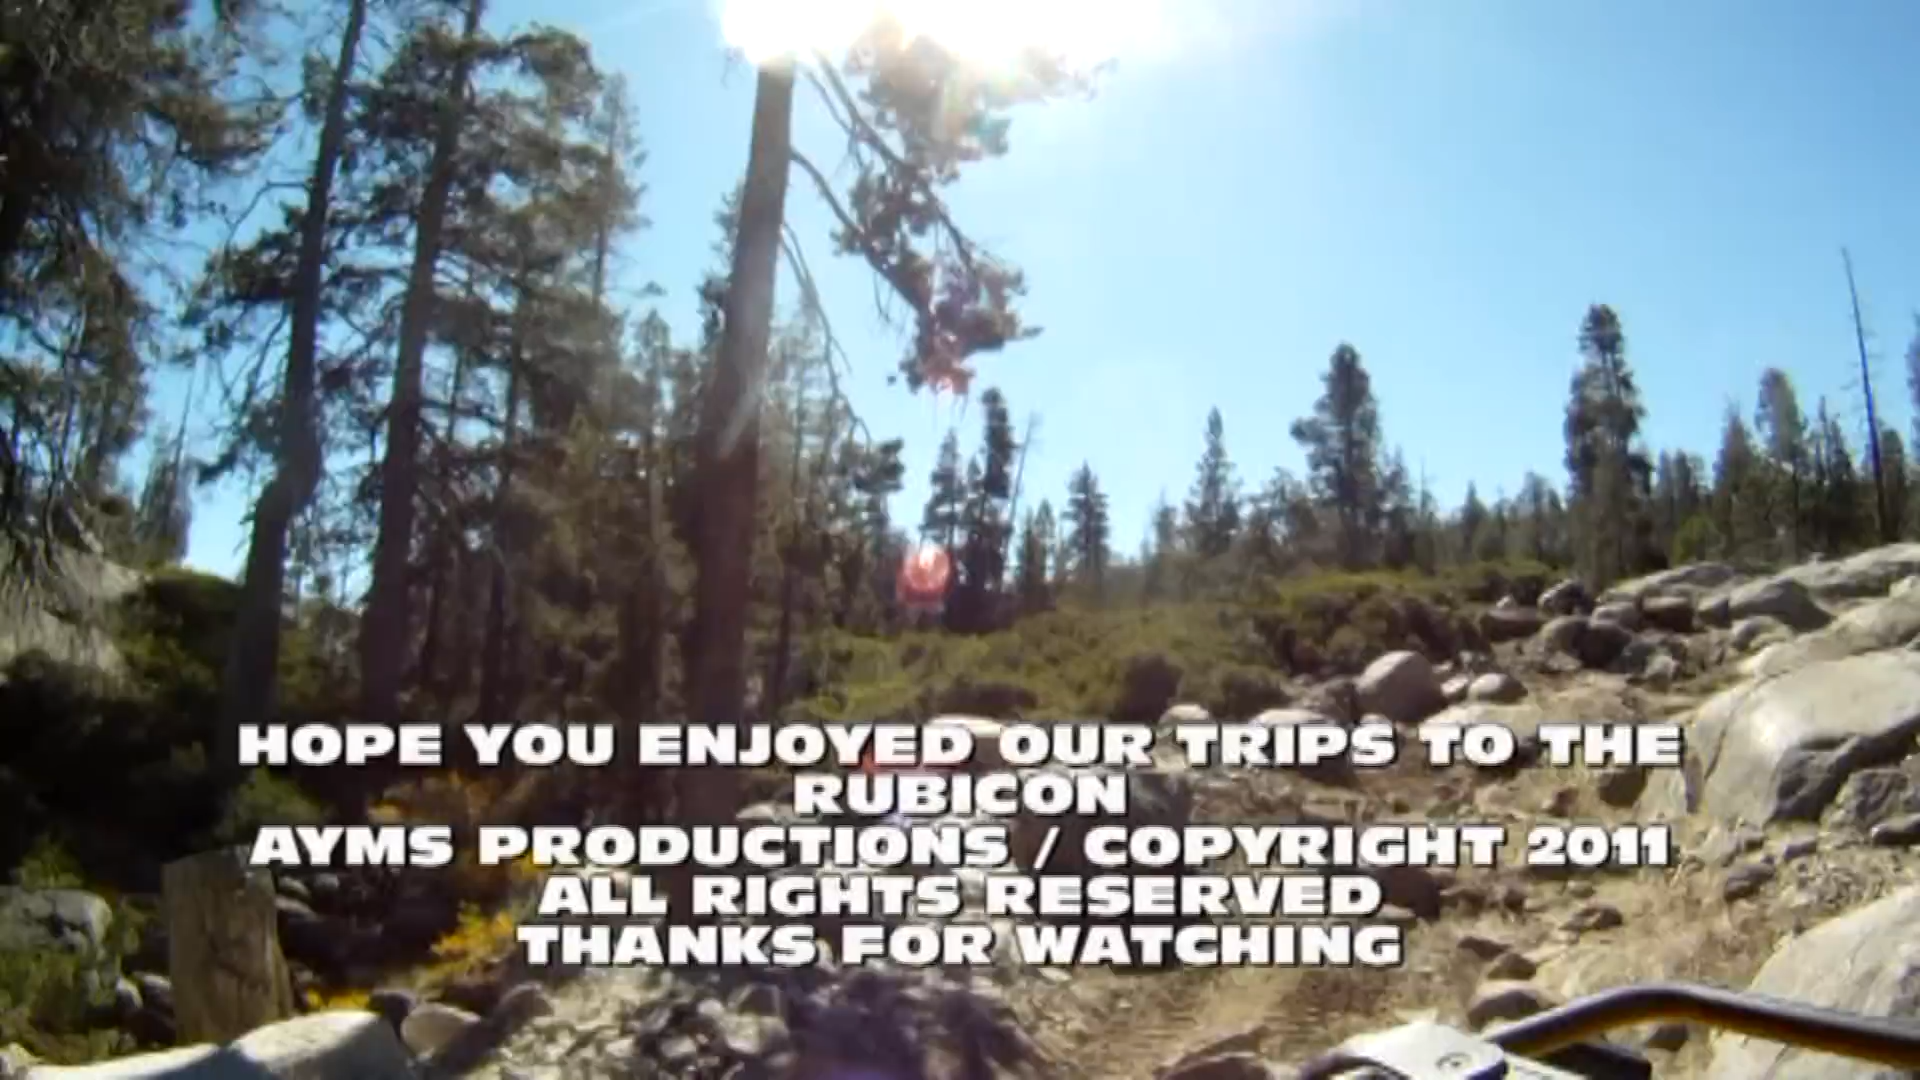 HOPE YOU ENJOYED OUR TRIPS TO THE
RUBICON
AYMS PRODUCTIONS / COPYRIGHT 2011
ALL RIGHTS RESERVED
THANKS FOR WATCHING